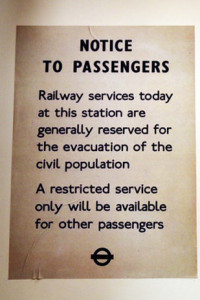 NOTICE
TO PASSENGERS
Railway services today
at this station are
generally reserved for
the evacuation of the
civil population
A restricted service
only will be available
for other passengers